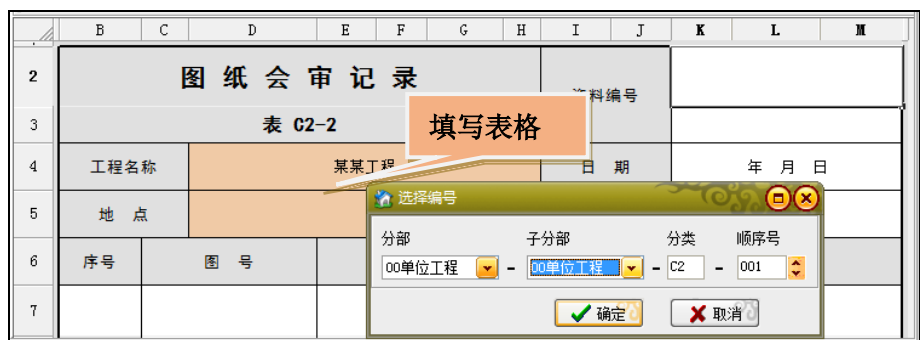 B C D E F G H I J K L M
2 图 纸 会 审 记 录
资料编号
3 表 C2-2
填写表格
4 工程名称 某某工程 日 期 年 月 日
选择编号
5 地 点
分部 子分部 分类 顺序号
6 序号 图 号
00单位工程 - 00单位工程 - C2 - 001
7
确定 取消